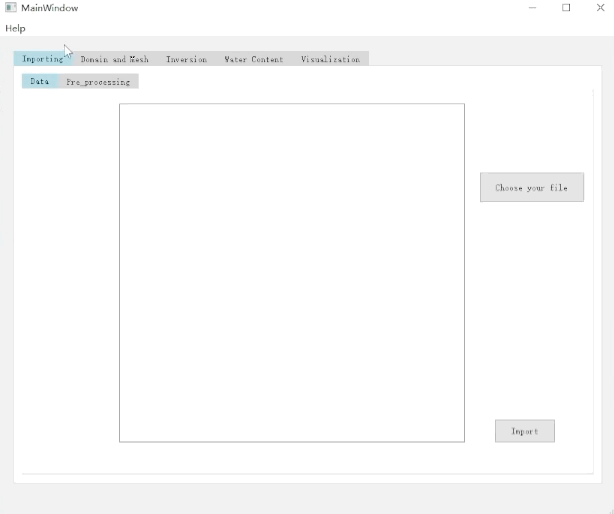 MainWindow
Help
Importing Domain and Mesh Inversion Water Content Visualization
Data Pre_processing
Choose your file
Import